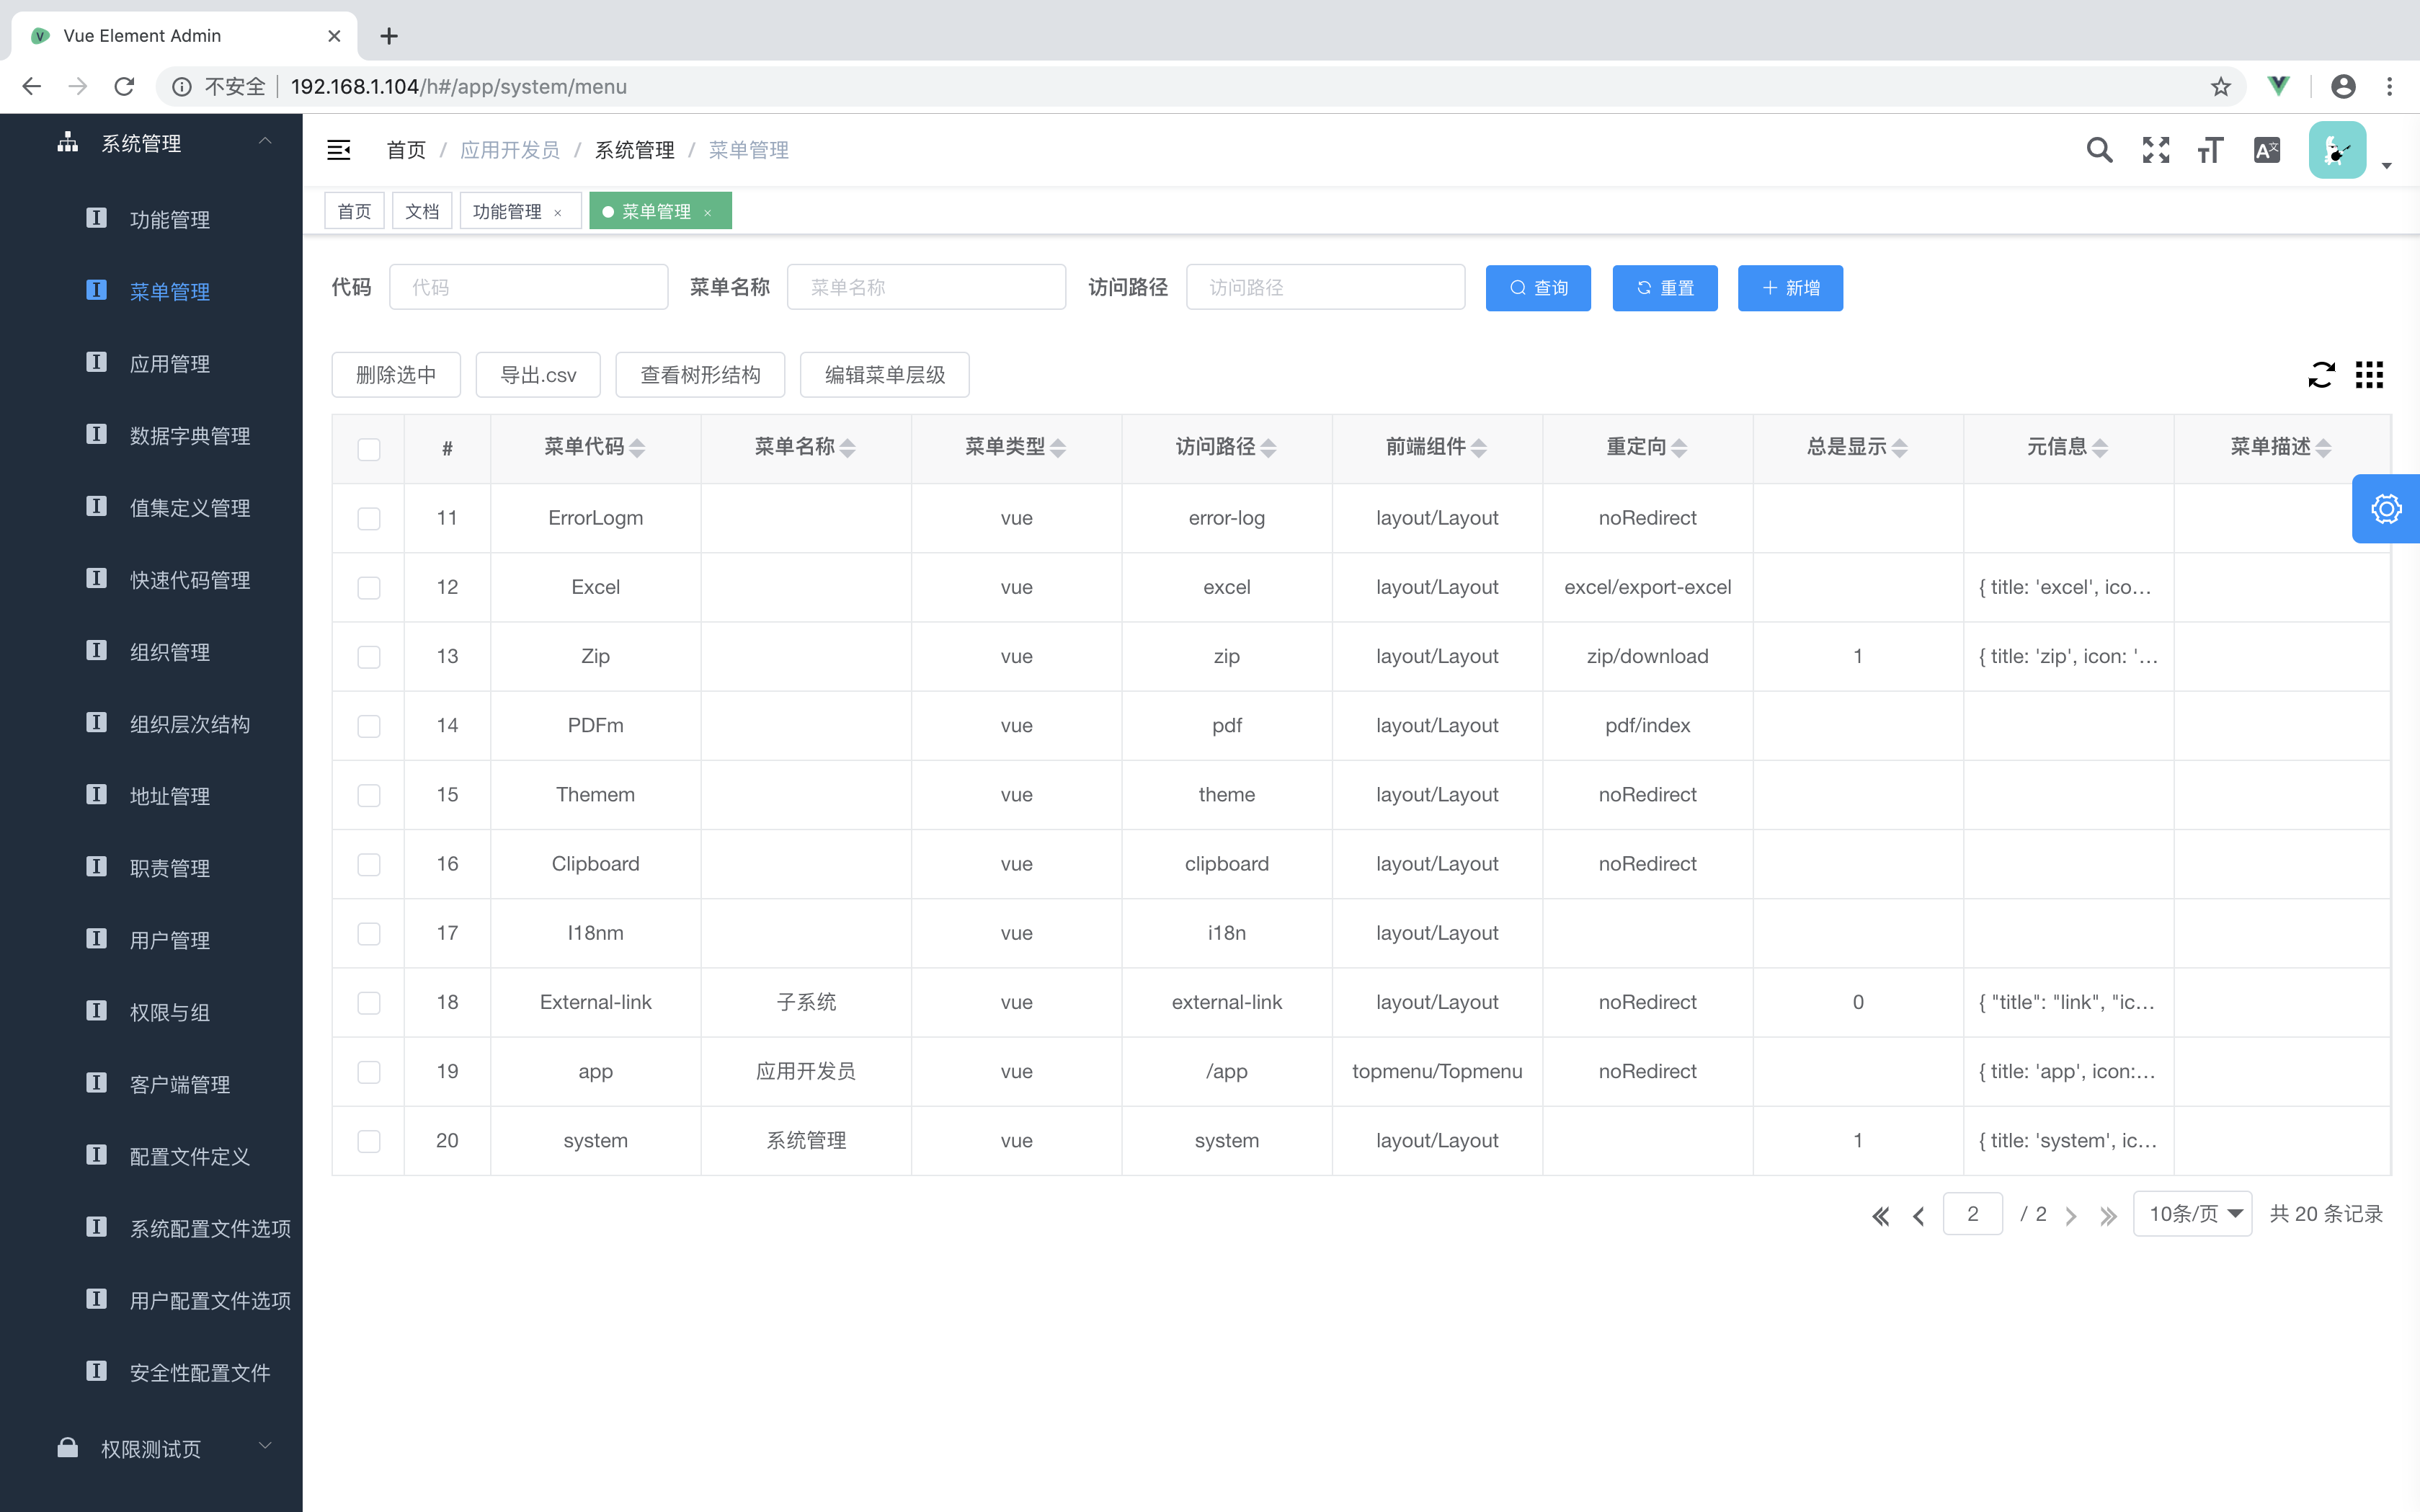 Vue Element Admin
不安全 192.168.1.104/h#/app/system/menu
系统管理
功能管理
菜单管理
应用管理
数据字典管理
值集定义管理
快速代码管理
组织管理
组织层次结构
地址管理
职责管理
用户管理
权限与组
客户端管理
配置文件定义
系统配置文件选项
用户配置文件选项
安全性配置文件
权限测试页
首页 / 应用开发员 / 系统管理 / 菜单管理
首页 文档 功能管理 × 菜单管理 ×
代码 代码 菜单名称 菜单名称 访问路径 访问路径 查询 重置 新增
删除选中 导出.csv 查看树形结构 编辑菜单层级
# 菜单代码 菜单名称 菜单类型 访问路径 前端组件 重定向 总是显示 元信息 菜单描述
11 ErrorLogm vue error-log layout/Layout noRedirect
12 Excel vue excel layout/Layout excel/export-excel { title: 'excel', ico...
13 Zip vue zip layout/Layout zip/download 1 { title: 'zip', icon: '...
14 PDFm vue pdf layout/Layout pdf/index
15 Themem vue theme layout/Layout noRedirect
16 Clipboard vue clipboard layout/Layout noRedirect
17 I18nm vue i18n layout/Layout
18 External-link 子系统 vue external-link layout/Layout noRedirect 0 { "title": "link", "ic...
19 app 应用开发员 vue /app topmenu/Topmenu noRedirect { title: 'app', icon:...
20 system 系统管理 vue system layout/Layout 1 { title: 'system', ic...
2 / 2 10条/页 共 20 条记录